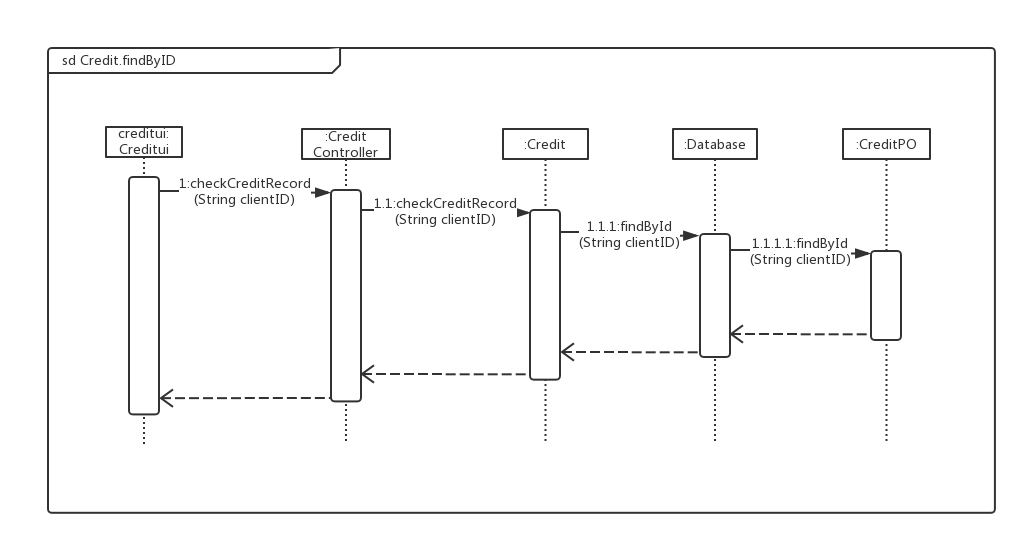 sd Credit.findByID
creditui:
Creditui
:Credit
Controller
:Credit
:Database
:CreditPO
1:checkCreditRecord
(String clientID)
1.1:checkCreditRecord
(String clientID)
1.1.1:findById
(String clientID)
1.1.1.1:findById
(String clientID)